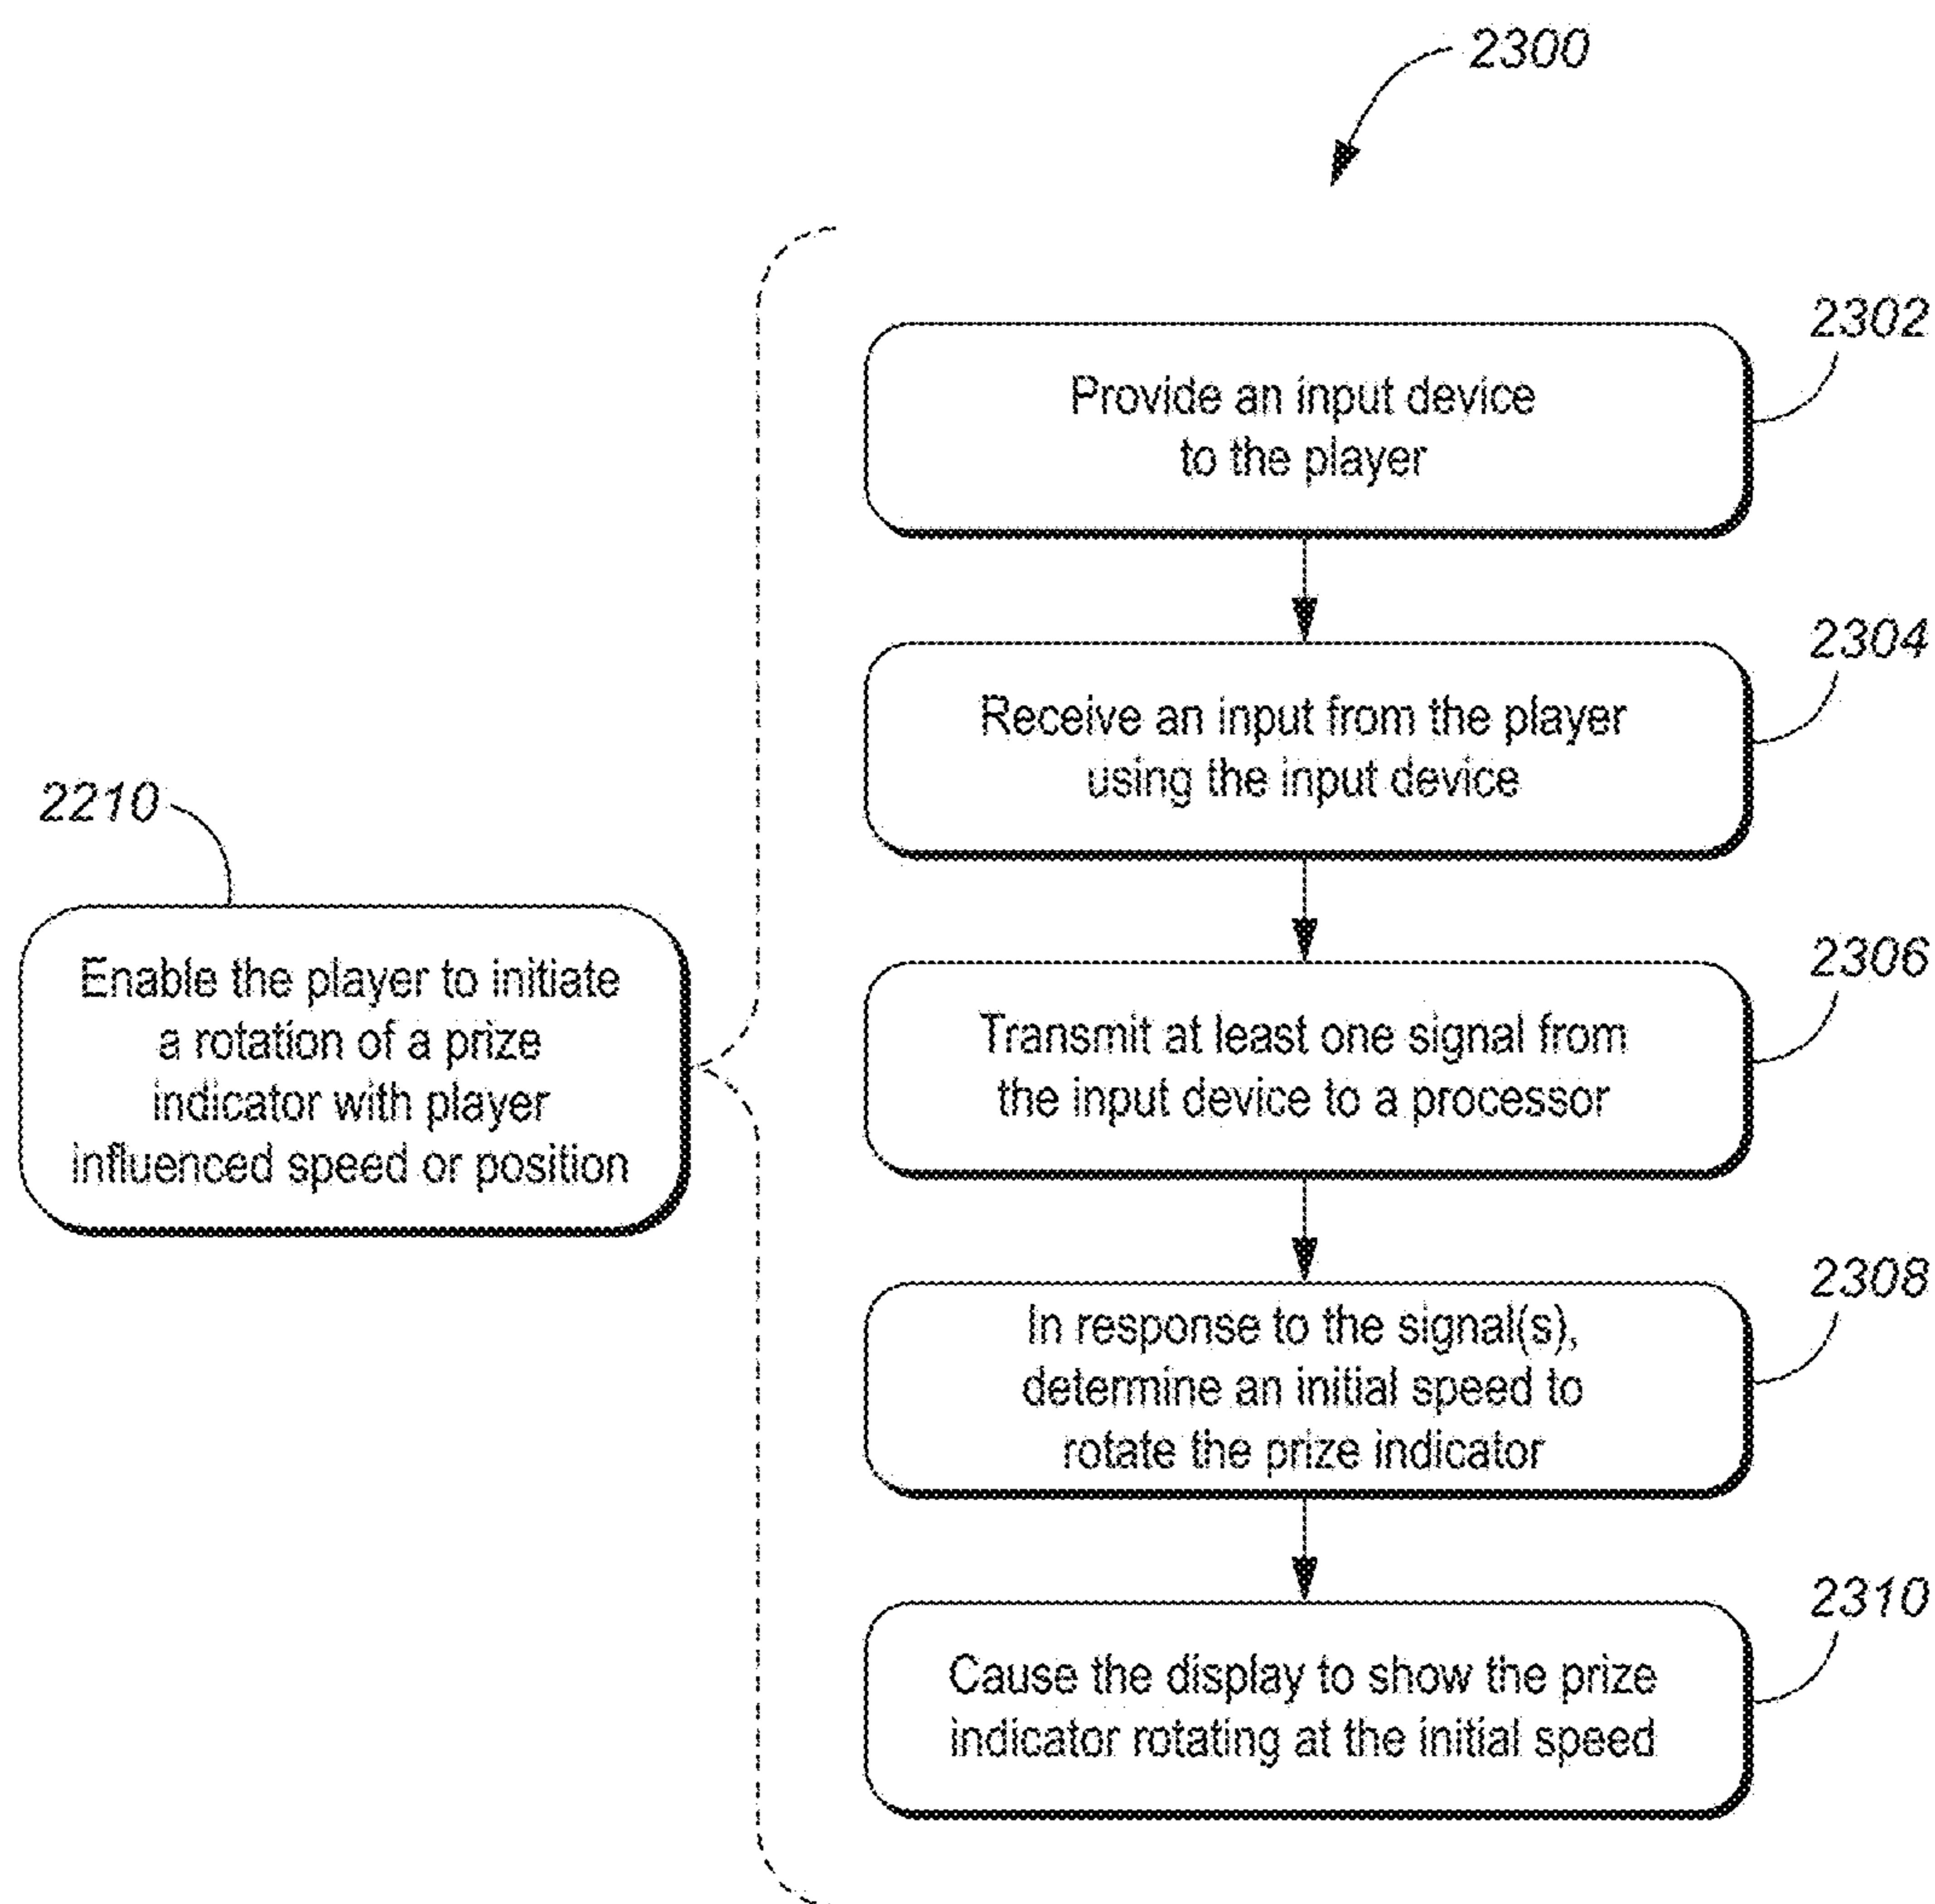 2300
2302
Provide an input device
to the player
2304
Receive an input from the player
using the input device
2210
Enable the player to initiate
a rotation of a prize
indicator with player
influenced speed or position
2306
Transmit at least one signal from
the input device to a processor
2308
In response to the signal(s),
determine an initial speed to
rotate the prize indicator
2310
Cause the display to show the prize
indicator rotating at the initial speed